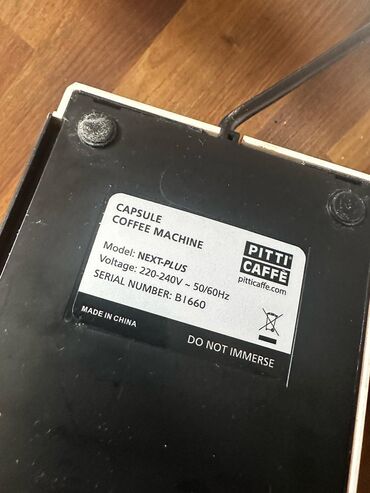 CAPSULE
COFFEE MACHINE
PITTI
CAFFÈ
pitticaffe.com
Model: NEXT-PLUS
Voltage: 220-240V ~ 50/60Hz
SERIAL NUMBER: B1660
MADE IN CHINA
DO NOT IMMERSE